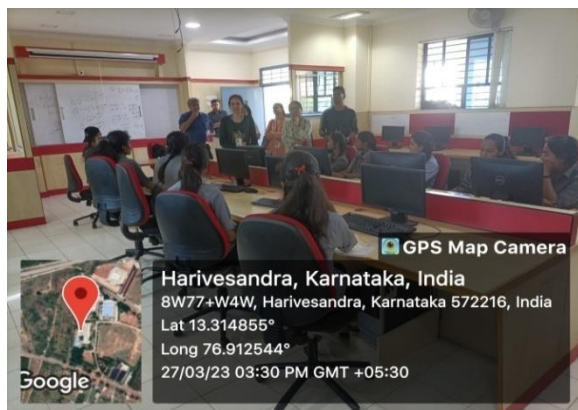 GPS Map Camera
Harivesandra, Karnataka, India
8W77+W4W, Harivesandra, Karnataka 572216, India
Lat 13.314855°
Long 76.912544°
27/03/23 03:30 PM GMT +05:30
Google
DELL